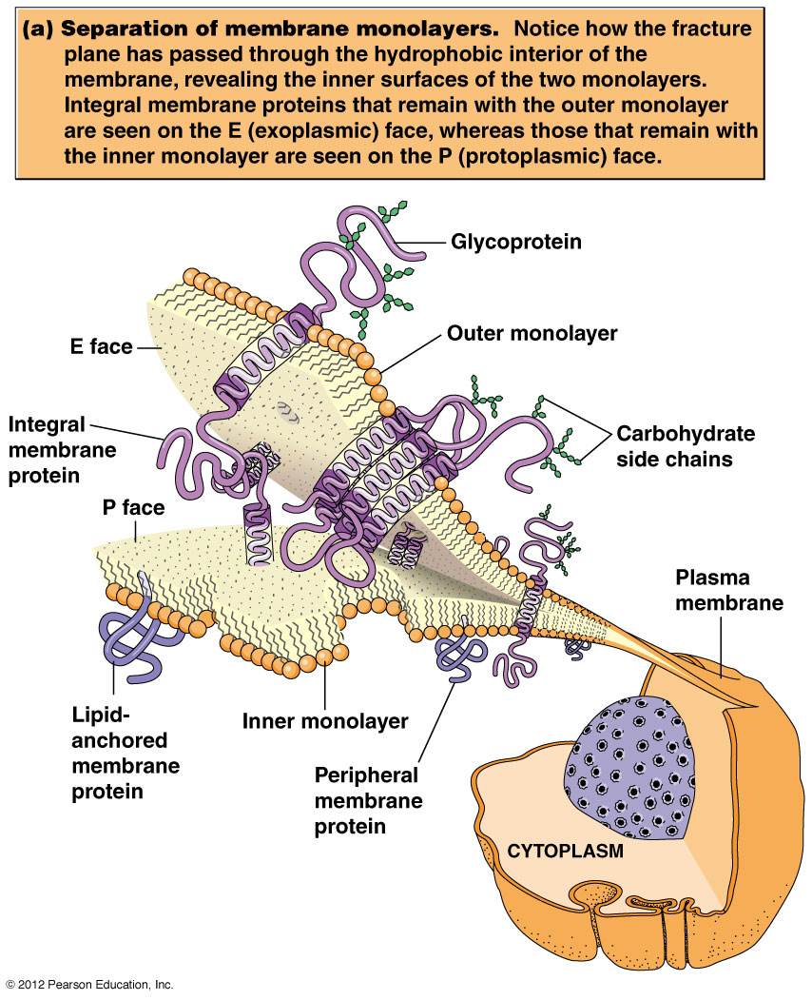 (a) Separation of membrane monolayers. Notice how the fracture
plane has passed through the hydrophobic interior of the
membrane, revealing the inner surfaces of the two monolayers.
Integral membrane proteins that remain with the outer monolayer
are seen on the E (exoplasmic) face, whereas those that remain with
the inner monolayer are seen on the P (protoplasmic) face.
Glycoprotein
Outer monolayer
E face
Integral
membrane
protein
Carbohydrate
side chains
P face
Plasma
membrane
Lipid-
anchored
membrane
protein
Inner monolayer
Peripheral
membrane
protein
CYTOPLASM
© 2012 Pearson Education, Inc.